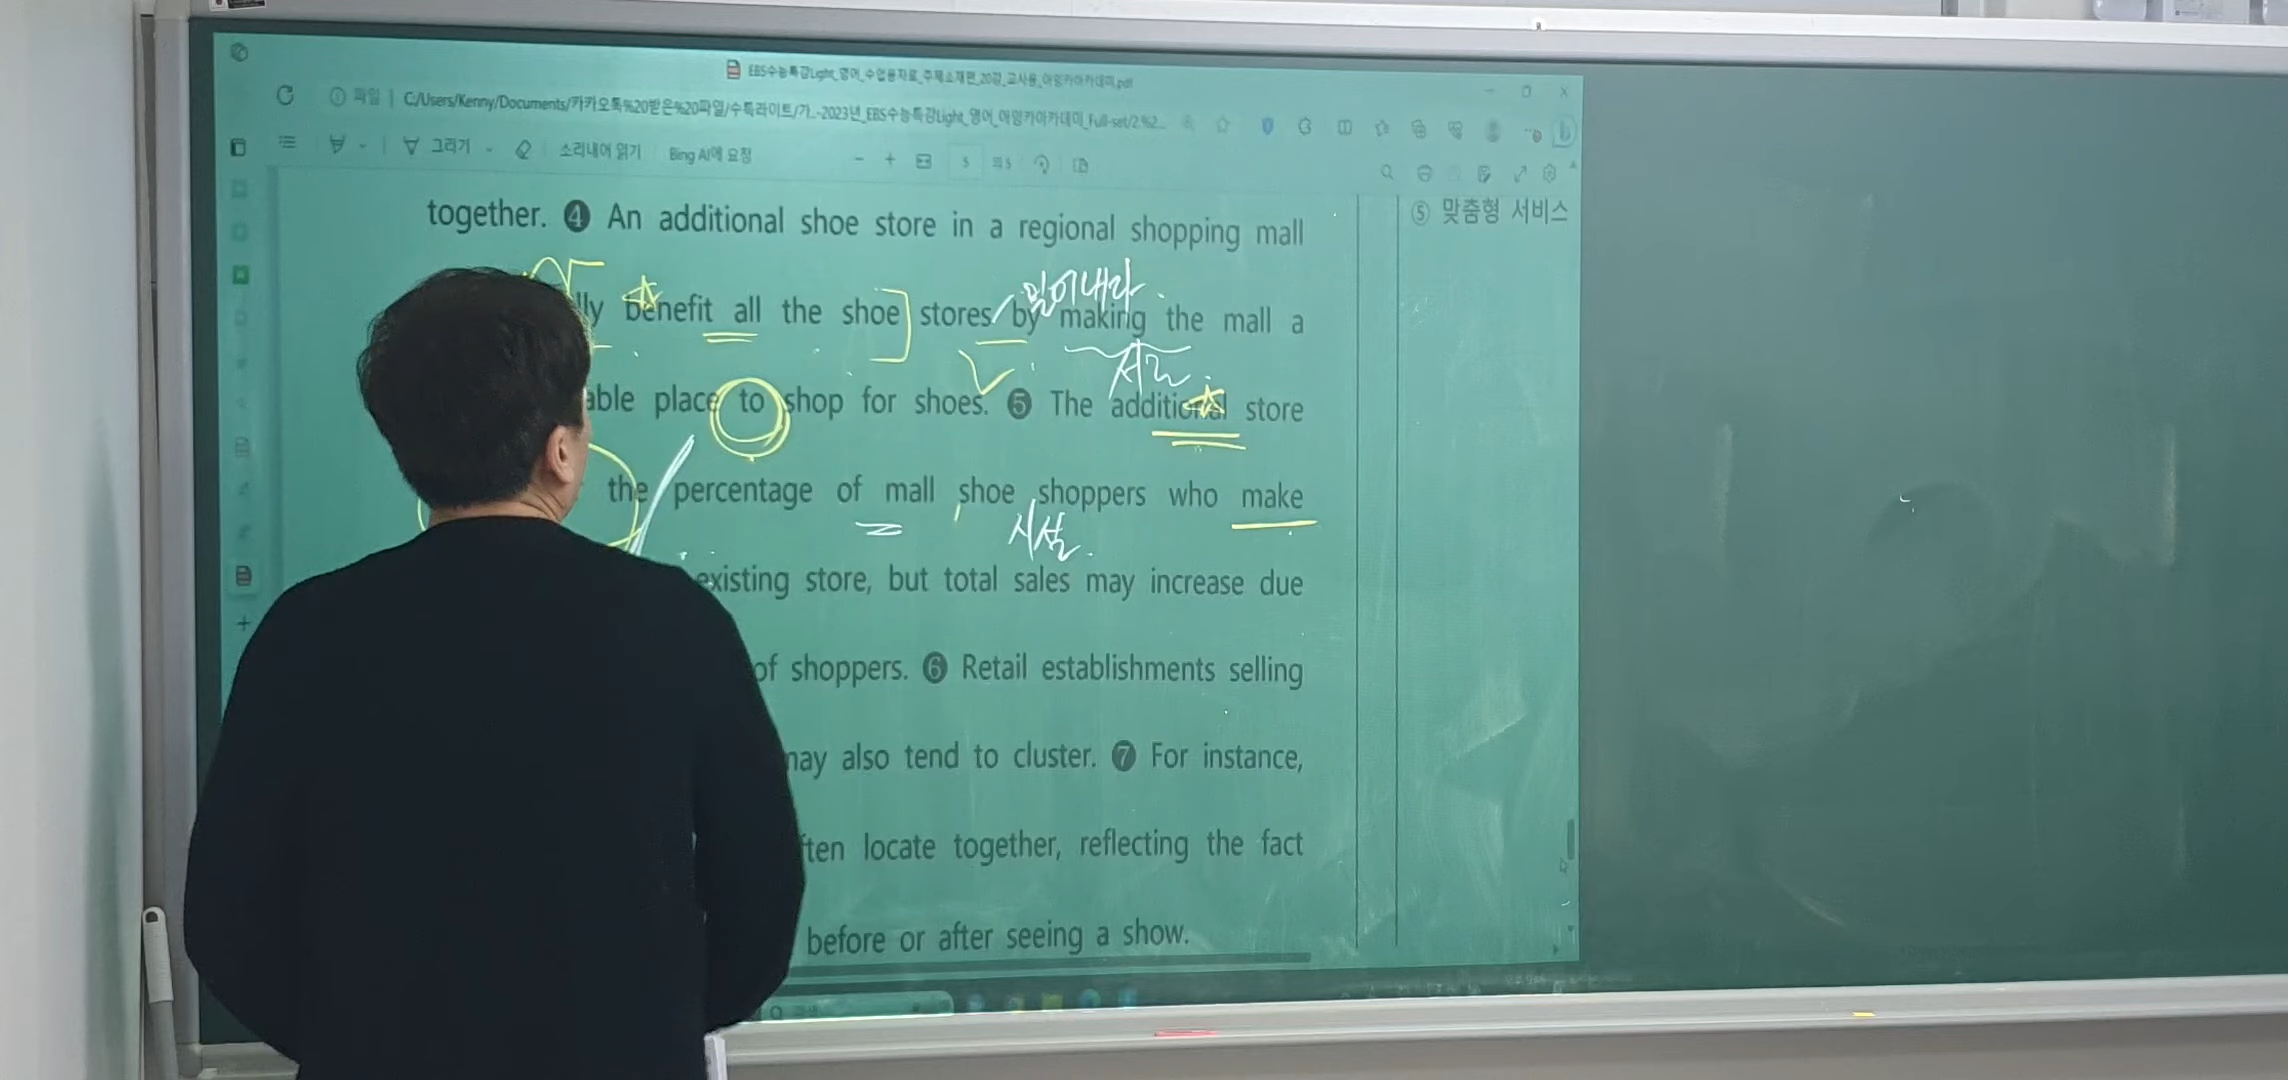 EBS수능특강Light_영어_수업용자료_주제소재편_20강_교사용_아잉카아카데미.pdf
파일 | C:/Users/Kenny/Documents/카카오톡%20받은%20파일/수특라이트/가_-2023년_EBS수능특강Light_영어_아잉카아카데미_Full-set/2.%2...
그리기 소리내어 읽기 Bing AI에 요청 - + 5
together. ❹ An additional shoe store in a regional shopping mall
⑤ 맞춤형 서비스
밀어내라
lly benefit all the shoe stores by making the mall a
서로
able place to shop for shoes. ❺ The additional store
the percentage of mall shoe shoppers who make
시설
existing store, but total sales may increase due
of shoppers. ❻ Retail establishments selling
may also tend to cluster. ❼ For instance,
ften locate together, reflecting the fact
before or after seeing a show.